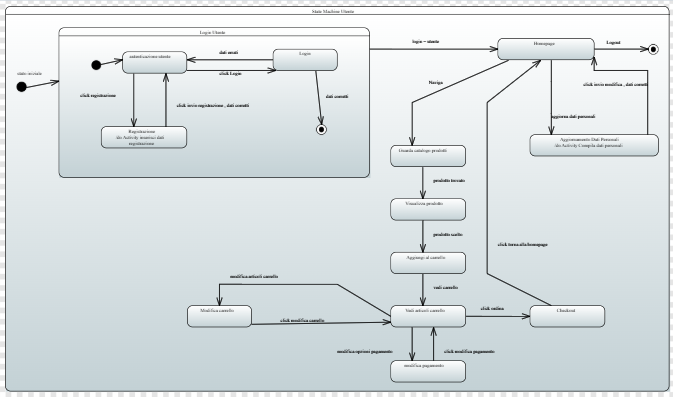 State Machine Utente
Login Utente
stato iniziale
autenticazione utente
dati errati
click Login
Login
click registrazione
click invio registrazione , dati corretti
dati corretti
Registrazione
/do Activity inserisci dati
registrazione
login = utente
Homepage
Logout
Naviga
click invio modifica , dati corretti
aggiorna dati personali
Aggiornamento Dati Personali
/do Activity Compila dati personali
Guarda catalogo prodotti
prodotto trovato
Visualizza prodotto
prodotto scelto
Aggiungi al carrello
vedi carrello
click torna alla homepage
modifica articoli carrello
Modifica carrello
click modifica carrello
Vedi articoli carrello
click ordina
Checkout
modifica opzioni pagamento
click modifica pagamento
modifica pagamento